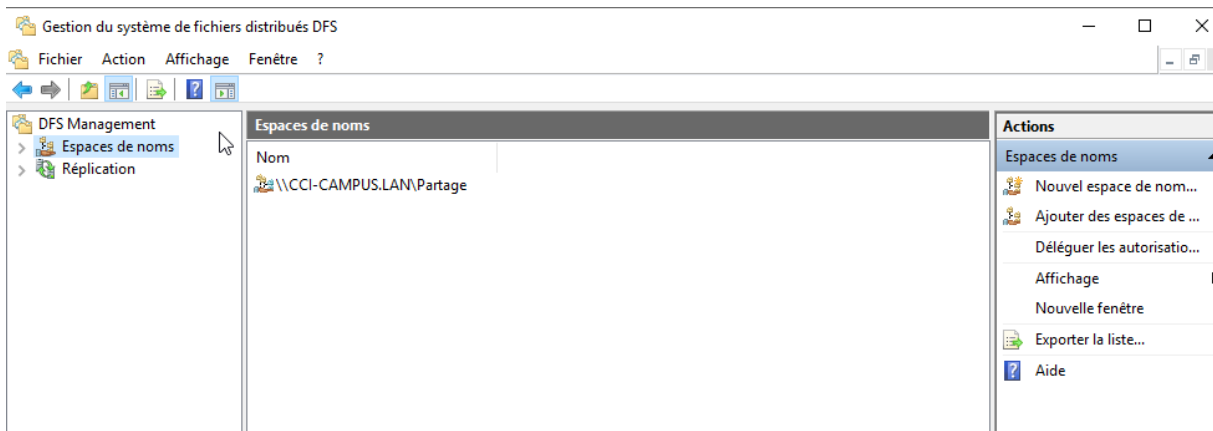 Gestion du système de fichiers distribués DFS
Fichier Action Affichage Fenêtre ?
DFS Management
Espaces de noms
Réplication
Espaces de noms
Nom
\\CCI-CAMPUS.LAN\Partage
Actions
Espaces de noms
Nouvel espace de nom...
Ajouter des espaces de ...
Déléguer les autorisatio...
Affichage
Nouvelle fenêtre
Exporter la liste...
Aide